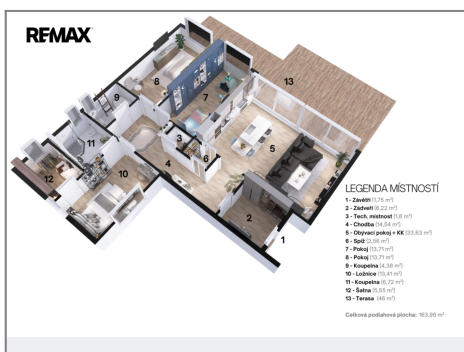 RE/MAX
8
13
7
9
3
11
5
6
12
10
4
2
1
LEGENDA MÍSTNOSTÍ
1 - Závětří (1,75 m²)
2 - Zádveří (6,22 m²)
3 - Tech. místnost (1,8 m²)
4 - Chodba (14,54 m²)
5 - Obývací pokoj + KK (33,63 m²)
6 - Spíž (2,56 m²)
7 - Pokoj (13,71 m²)
8 - Pokoj (13,71 m²)
9 - Koupelna (4,36 m²)
10 - Ložnice (13,41 m²)
11 - Koupelna (6,72 m²)
12 - Šatna (5,55 m²)
13 - Terasa (46 m²)
Celková podlahová plocha: 163,96 m²